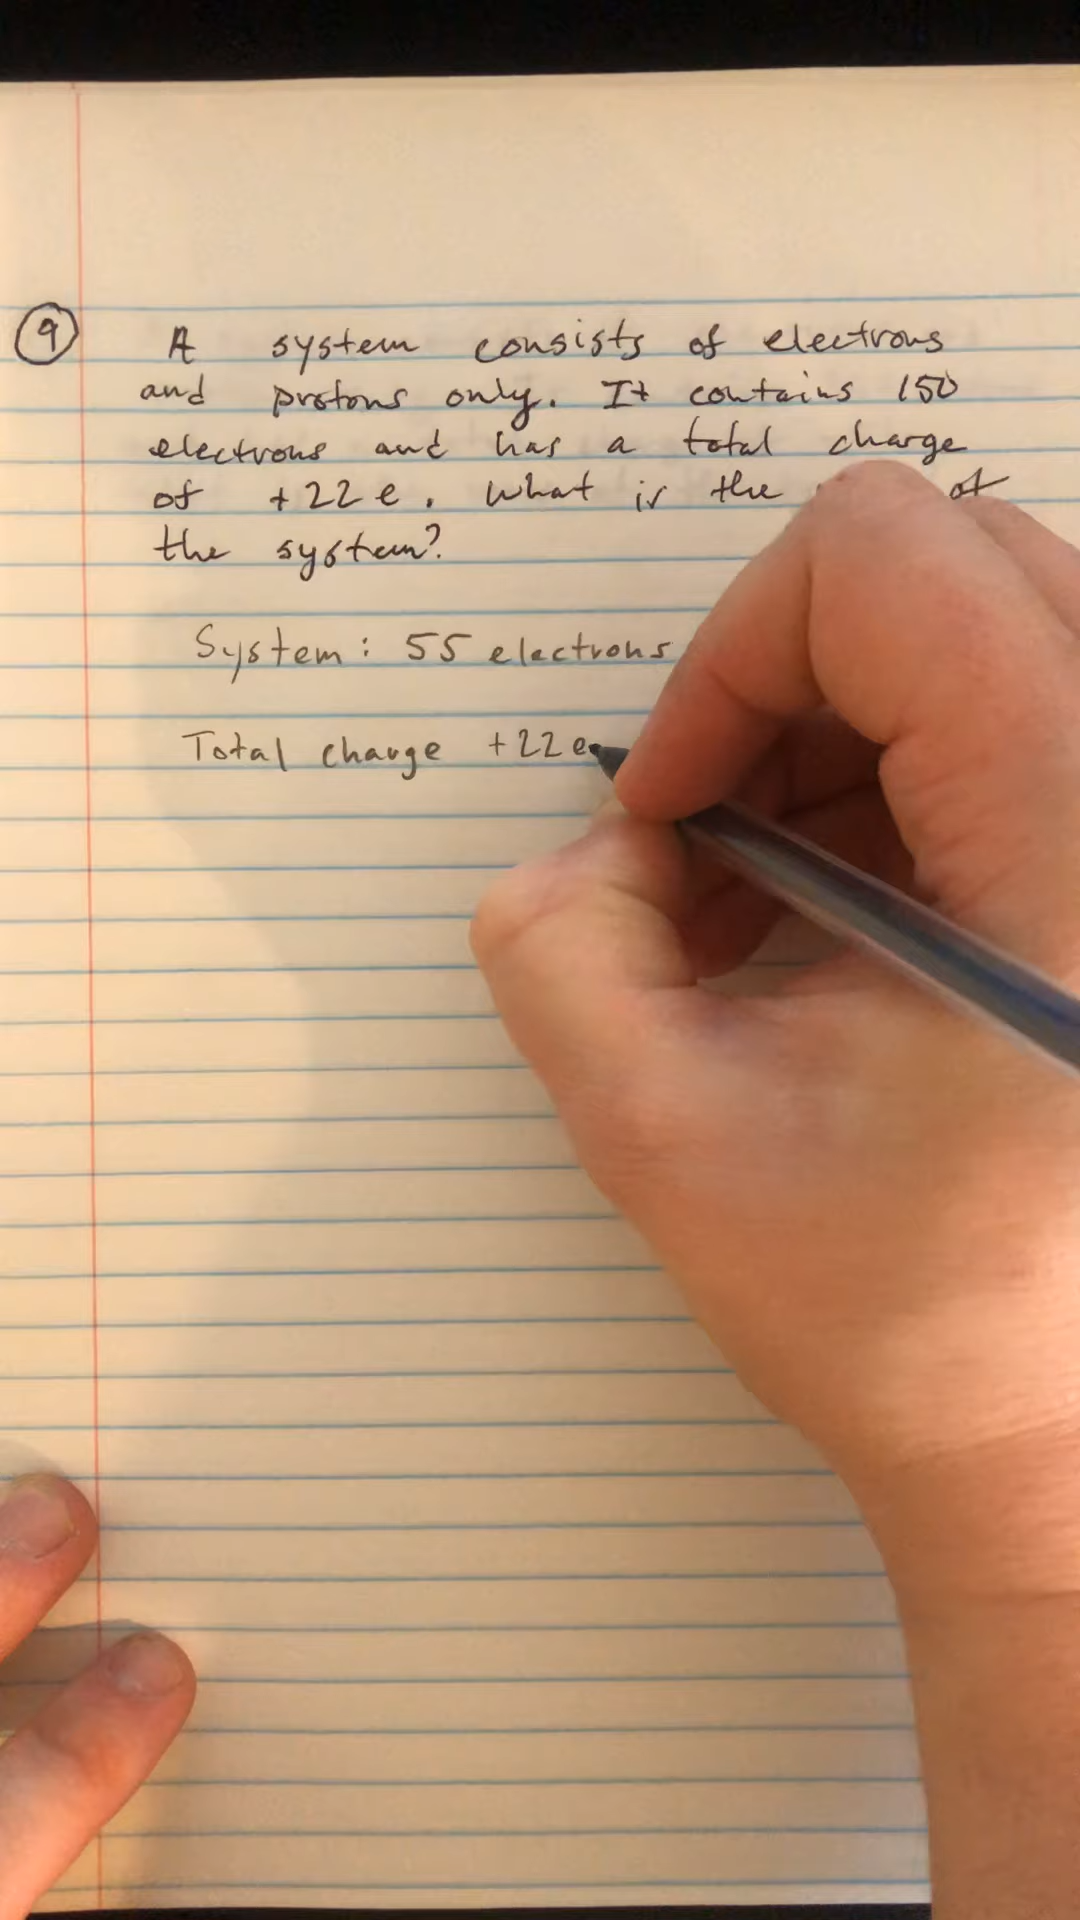 9
A system consists of electrons
and protons only. It contains 150
electrons and has a total charge
of +22 e. What is the of
the system?
System: 55 electrons
Total charge +22e